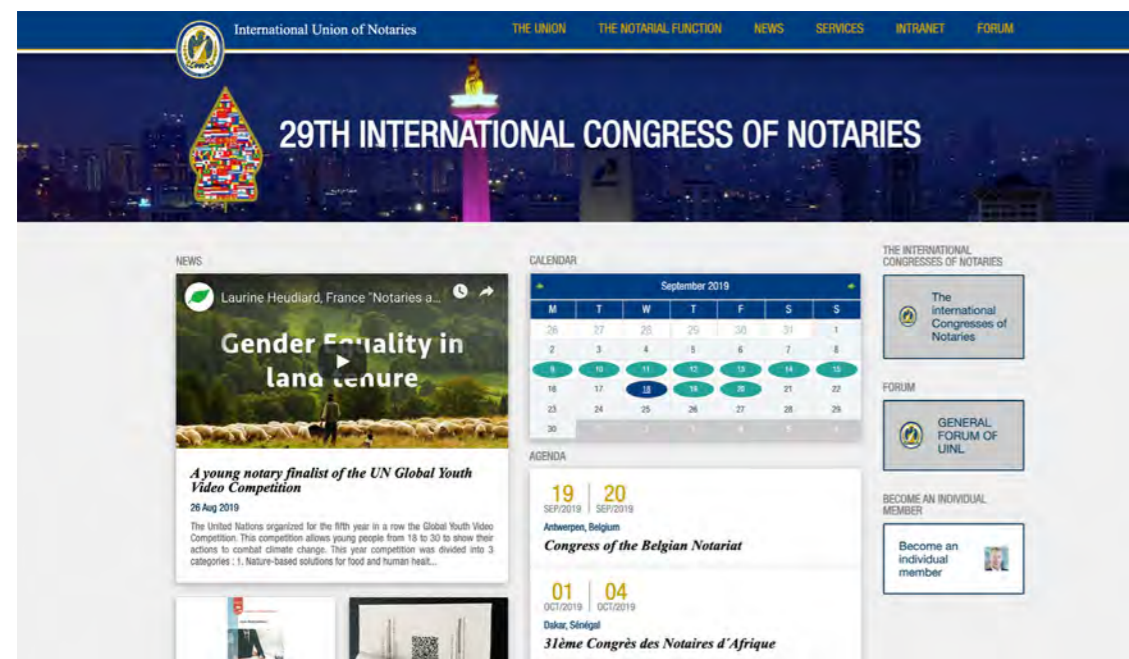 International Union of Notaries
THE UNION
THE NOTARIAL FUNCTION
NEWS
SERVICES
INTRANET
FORUM
29TH INTERNATIONAL CONGRESS OF NOTARIES
NEWS
Laurine Heudiard, France "Notaries a...
Gender Equality in
land tenure
A young notary finalist of the UN Global Youth
Video Competition
26 Aug 2019
The United Nations organized for the fifth year in a row the Global Youth Video
Competition. This competition allows young people from 18 to 30 to show their
actions to combat climate change. This year competition was divided into 3
categories : 1. Nature-based solutions for food and human healt...
CALENDAR
September 2019
M T W T F S S
26 27 28 29 30 31 1
2 3 4 5 6 7 8
9 10 11 12 13 14 15
16 17 18 19 20 21 22
23 24 25 26 27 28 29
30 1 2 3 4 5 6
AGENDA
19 20
SEP/2019 SEP/2019
Antwerpen, Belgium
Congress of the Belgian Notariat
01 04
OCT/2019 OCT/2019
Dakar, Sénégal
31ème Congrès des Notaires d'Afrique
THE INTERNATIONAL
CONGRESSES OF NOTARIES
The
international
Congresses of
Notaries
FORUM
GENERAL
FORUM OF
UINL
BECOME AN INDIVIDUAL
MEMBER
Become an
individual
member